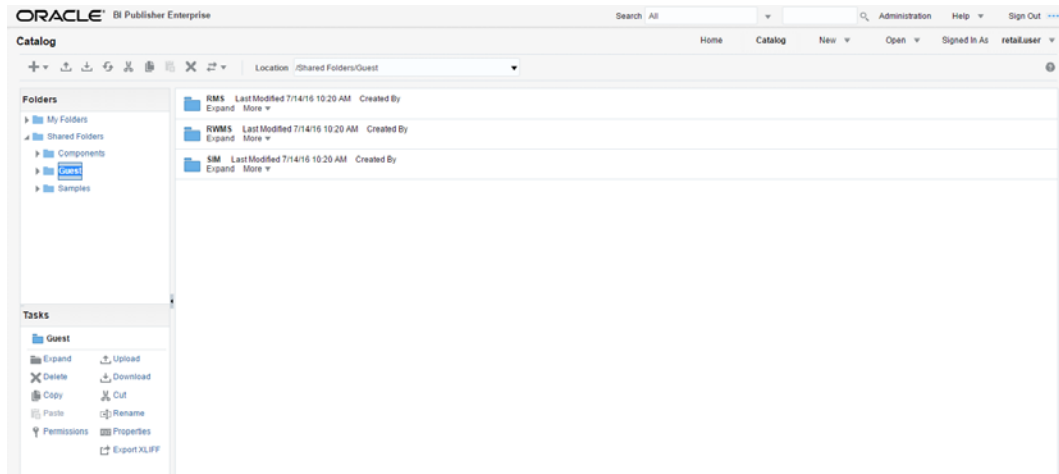 ORACLE BI Publisher Enterprise Search All Administration Help Sign Out
Catalog Home Catalog New Open Signed In As retail.user
Location /Shared Folders/Guest
Folders
My Folders
Shared Folders
Components
Guest
Samples
RMS Last Modified 7/14/16 10:20 AM Created By
Expand More
RWMS Last Modified 7/14/16 10:20 AM Created By
Expand More
SIM Last Modified 7/14/16 10:20 AM Created By
Expand More
Tasks
Guest
Expand Upload
Delete Download
Copy Cut
Paste Rename
Permissions Properties
Export XLIFF